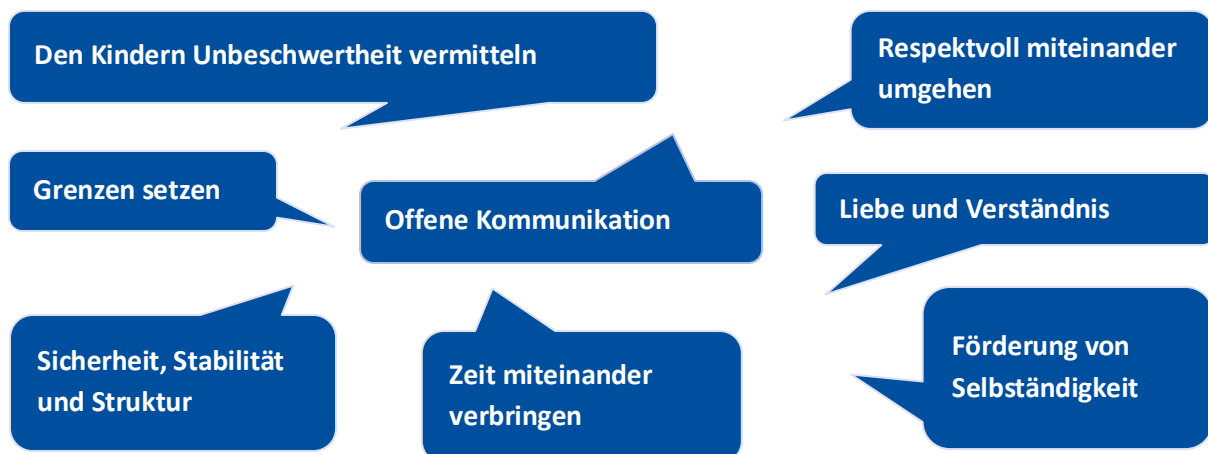 Den Kindern Unbeschwertheit vermitteln
Respektvoll miteinander
umgehen
Grenzen setzen
Offene Kommunikation
Liebe und Verständnis
Sicherheit, Stabilität
und Struktur
Zeit miteinander
verbringen
Förderung von
Selbständigkeit